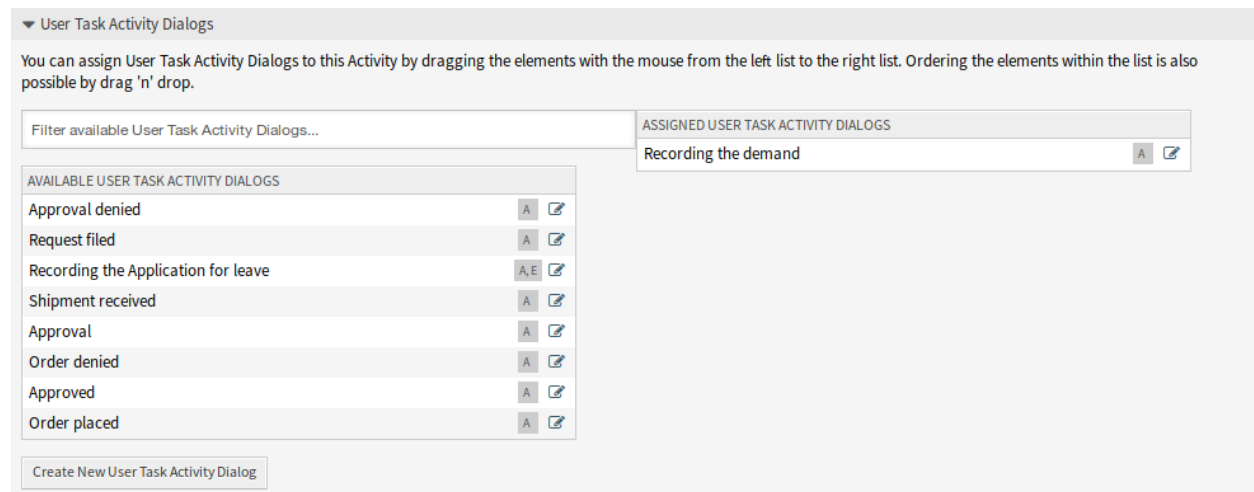 User Task Activity Dialogs
You can assign User Task Activity Dialogs to this Activity by dragging the elements with the mouse from the left list to the right list. Ordering the elements within the list is also
possible by drag 'n' drop.
Filter available User Task Activity Dialogs...
AVAILABLE USER TASK ACTIVITY DIALOGS
Approval denied A
Request filed A
Recording the Application for leave A, E
Shipment received A
Approval A
Order denied A
Approved A
Order placed A
Create New User Task Activity Dialog
ASSIGNED USER TASK ACTIVITY DIALOGS
Recording the demand A